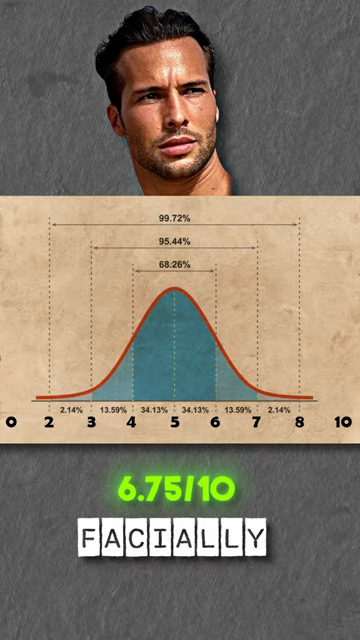 99.72%
95.44%
68.26%
2.14% 13.59% 34.13% 34.13% 13.59% 2.14%
0 2 3 4 5 6 7 8 10
6.75/10
FACIALLY